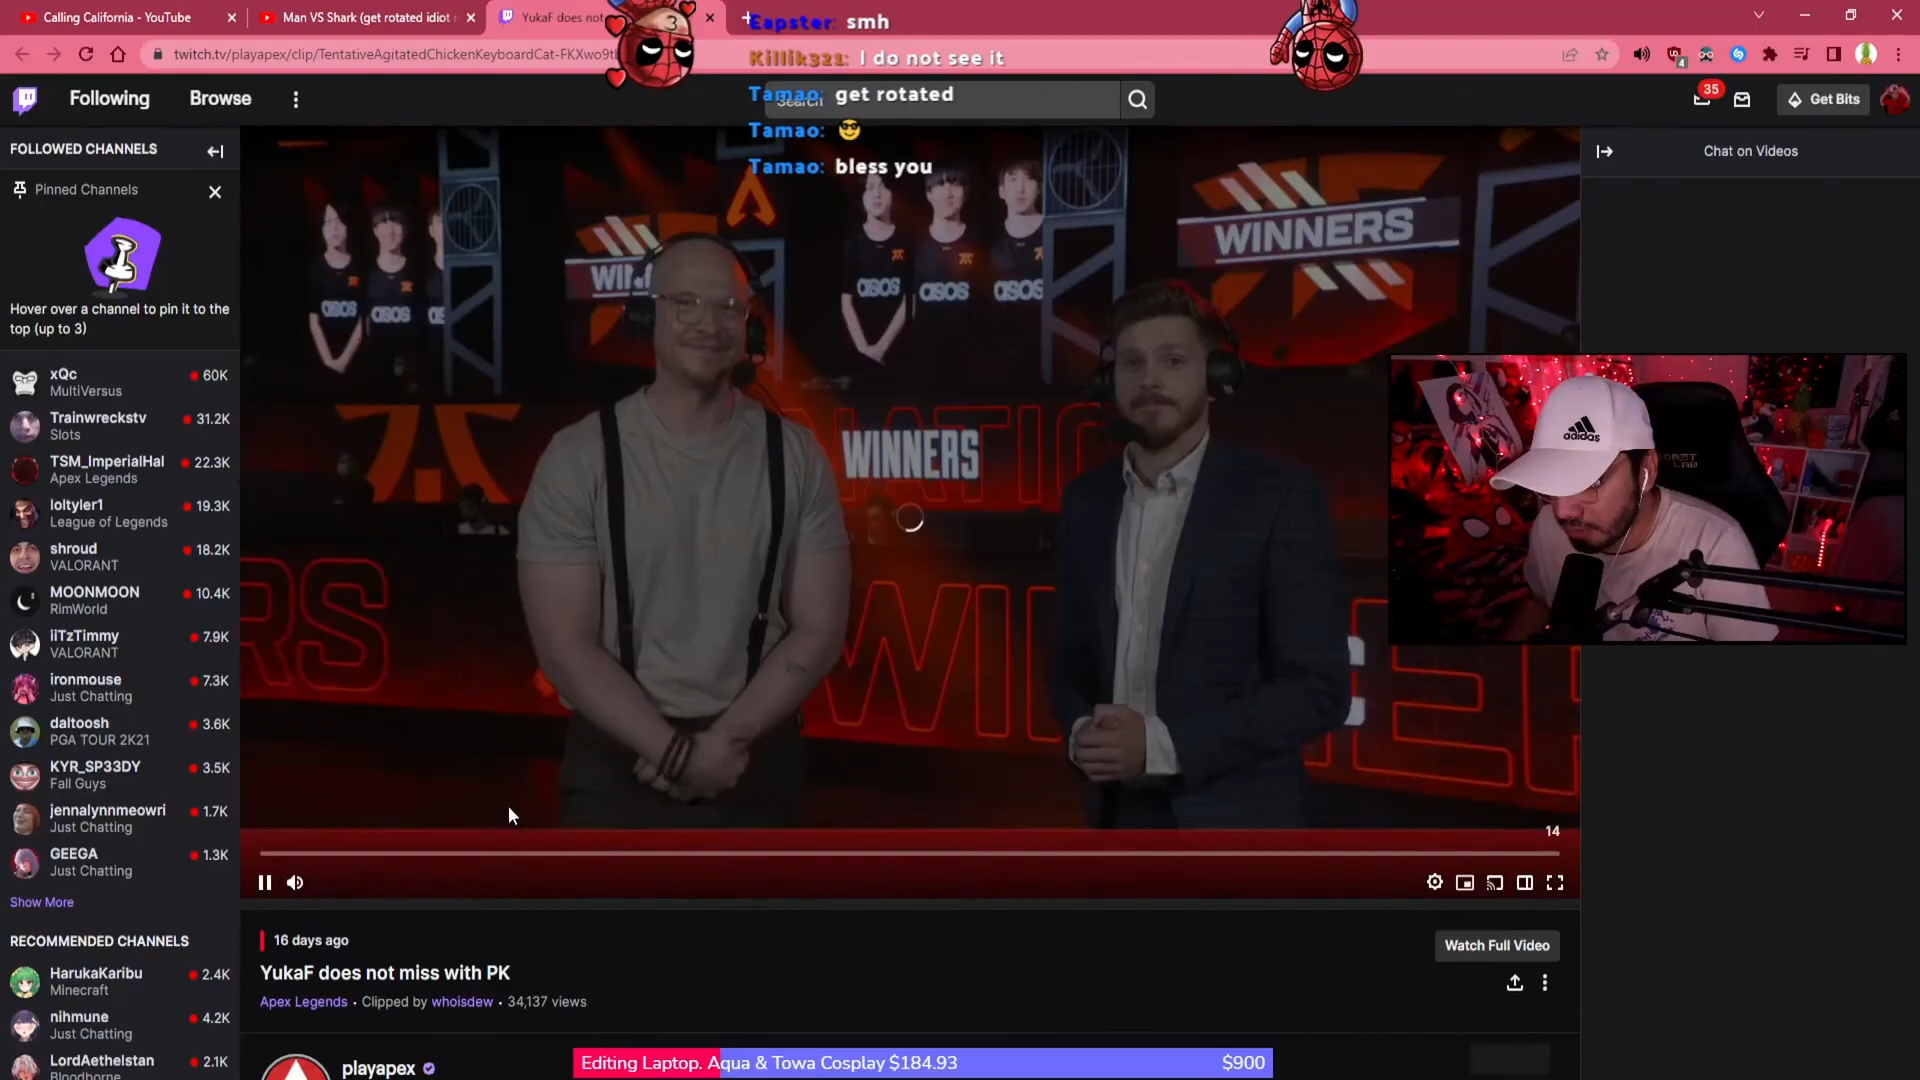 Calling California - YouTube
Man VS Shark (get rotated idiot
YukaF does not
Eapster: smh
twitch.tv/playapex/clip/TentativeAgitatedChickenKeyboardCat-FKXwo9t
Killik321: I do not see it
4
Following
Browse
Tamao: get rotated
Search
35
Get Bits
Tamao: 😎
Tamao: bless you
FOLLOWED CHANNELS
Chat on Videos
Pinned Channels
Hover over a channel to pin it to the
top (up to 3)
xQc 60K
MultiVersus
Trainwreckstv 31.2K
Slots
TSM_ImperialHal 22.3K
Apex Legends
loltyler1 19.3K
League of Legends
shroud 18.2K
VALORANT
MOONMOON 10.4K
RimWorld
iiTzTimmy 7.9K
VALORANT
ironmouse 7.3K
Just Chatting
daltoosh 3.6K
PGA TOUR 2K21
KYR_SP33DY 3.5K
Fall Guys
jennalynnmeowri 1.7K
Just Chatting
GEEGA 1.3K
Just Chatting
Show More
RECOMMENDED CHANNELS
HarukaKaribu 2.4K
Minecraft
nihmune 4.2K
Just Chatting
LordAethelstan 2.1K
Bloodborne
WINNERS
WINNERS
asos asos asos
adidas
14
16 days ago
YukaF does not miss with PK
Apex Legends • Clipped by whoisdew • 34,137 views
Watch Full Video
playapex
Editing Laptop. Aqua & Towa Cosplay $184.93 $900